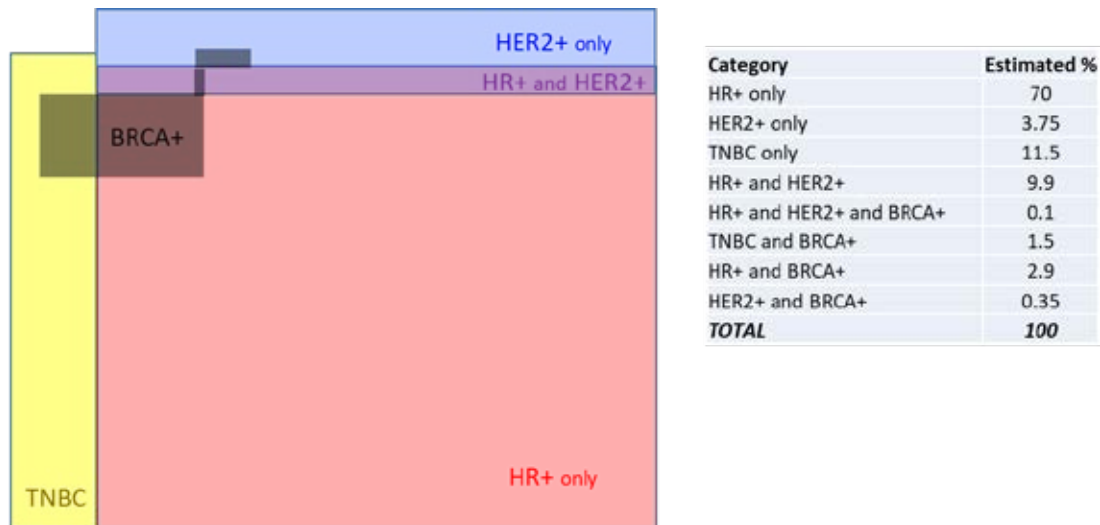 HER2+ only
HR+ and HER2+
BRCA+
HR+ only
TNBC
Category Estimated %
HR+ only 70
HER2+ only 3.75
TNBC only 11.5
HR+ and HER2+ 9.9
HR+ and HER2+ and BRCA+ 0.1
TNBC and BRCA+ 1.5
HR+ and BRCA+ 2.9
HER2+ and BRCA+ 0.35
TOTAL 100